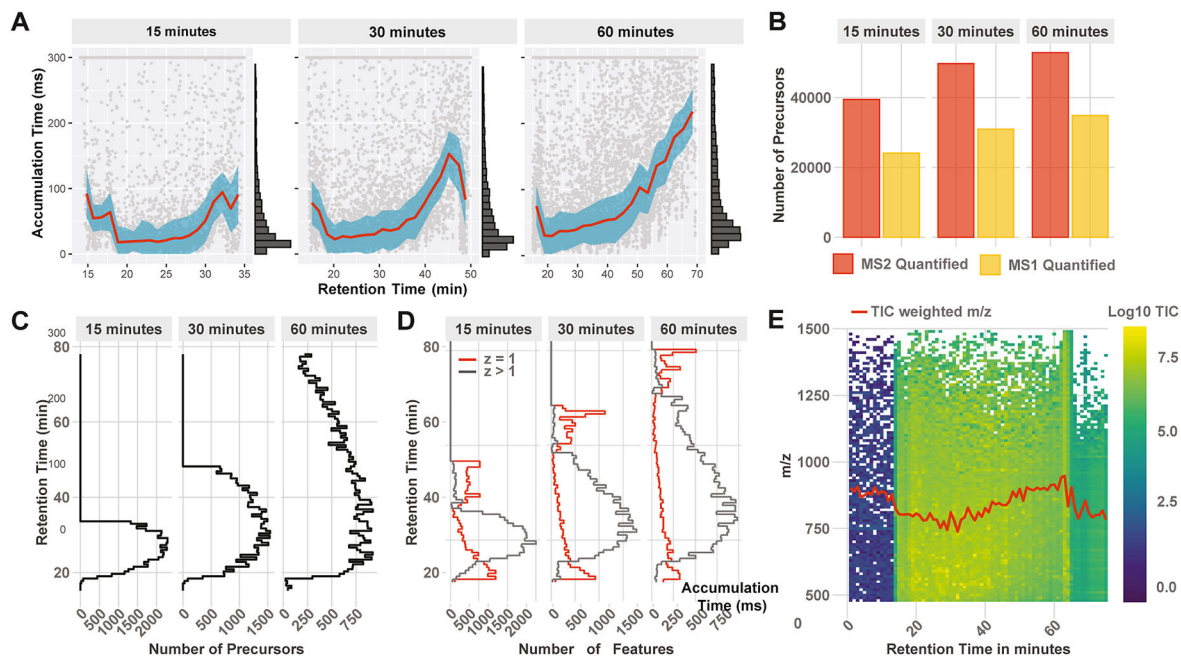 A
15 minutes
30 minutes
60 minutes
Accumulation Time (ms)
300
200
100
0
15 20 25 30 35
20 30 40 50
20 30 40 50 60 70
Retention Time (min)
B
15 minutes
30 minutes
60 minutes
Number of Precursors
40000
20000
0
MS2 Quantified
MS1 Quantified
C
15 minutes
30 minutes
60 minutes
Retention Time (min)
300
80
200
60
100
40
0
20
0 500 1000 1500 2000
0 500 1000 1500
0 250 500 750
Number of Precursors
D
15 minutes
30 minutes
60 minutes
z = 1
z > 1
Retention Time (min)
80
60
40
20
0 500 1000 1500 2000
0 500 1000 1500
0 250 500 750
Accumulation
Time (ms)
Number of Features
E
TIC weighted m/z
Log10 TIC
m/z
1500
1250
1000
750
500
0
0 20 40 60
Retention Time in minutes
7.5
5.0
2.5
0.0